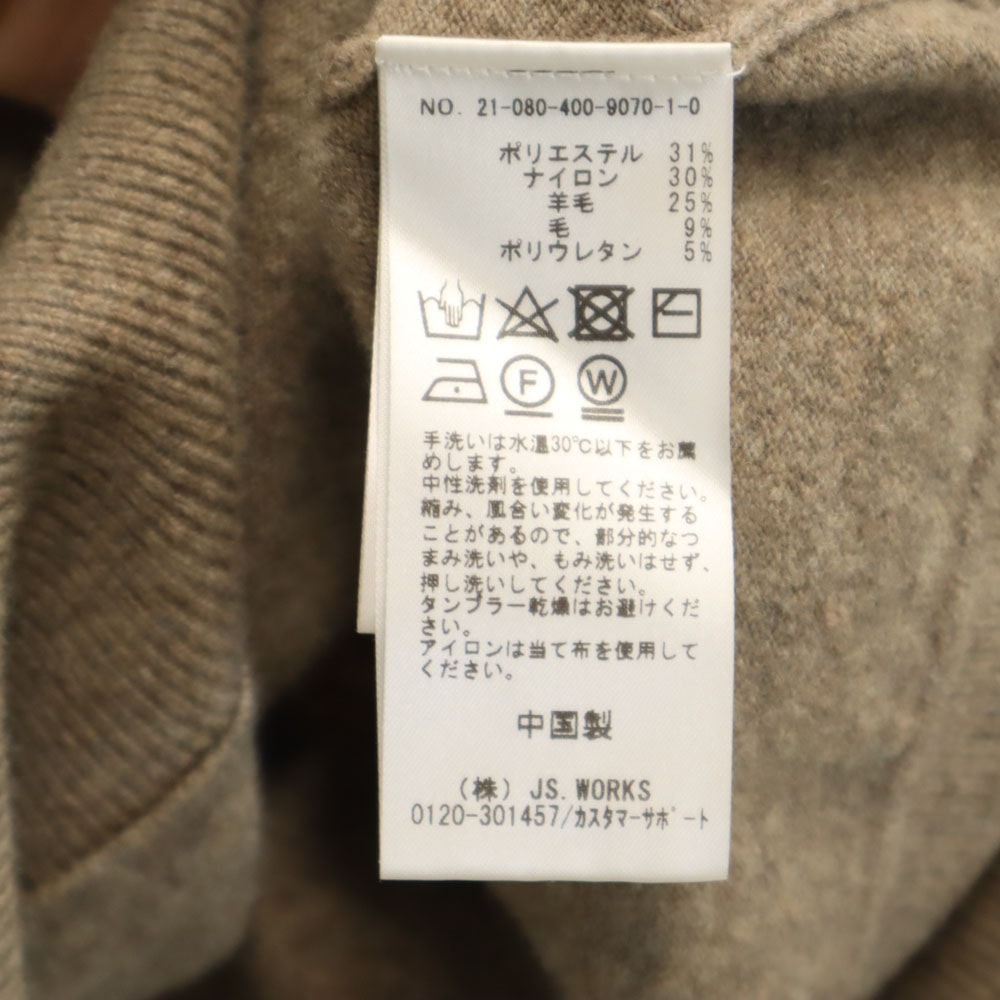 NO. 21-080-400-9070-1-0
ポリエステル 31%
ナイロン 30%
羊毛 25%
毛 9%
ポリウレタン 5%
F W
手洗いは水温30℃以下をお薦
めします。
中性洗剤を使用してください。
縮み、風合い変化が発生する
ことがあるので、部分的なつ
まみ洗いや、もみ洗いはせず、
押し洗いしてください。
タンブラー乾燥はお避けくだ
さい。
アイロンは当て布を使用して
ください。
中国製
(株) JS.WORKS
0120-301457/カスタマーサポート